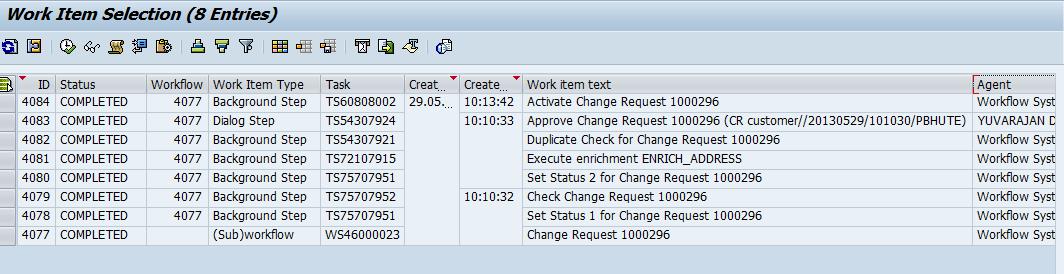 Work Item Selection (8 Entries)
ID Status Workflow Work Item Type Task Creat... Create... Work item text Agent
4084 COMPLETED 4077 Background Step TS60808002 29.05.... 10:13:42 Activate Change Request 1000296 Workflow Syst
4083 COMPLETED 4077 Dialog Step TS54307924 10:10:33 Approve Change Request 1000296 (CR customer//20130529/101030/PBHUTE) YUVARAJAN D
4082 COMPLETED 4077 Background Step TS54307921 Duplicate Check for Change Request 1000296 Workflow Syst
4081 COMPLETED 4077 Background Step TS72107915 Execute enrichment ENRICH_ADDRESS Workflow Syst
4080 COMPLETED 4077 Background Step TS75707951 Set Status 2 for Change Request 1000296 Workflow Syst
4079 COMPLETED 4077 Background Step TS75707952 10:10:32 Check Change Request 1000296 Workflow Syst
4078 COMPLETED 4077 Background Step TS75707951 Set Status 1 for Change Request 1000296 Workflow Syst
4077 COMPLETED (Sub)workflow WS46000023 Change Request 1000296 Workflow Syst